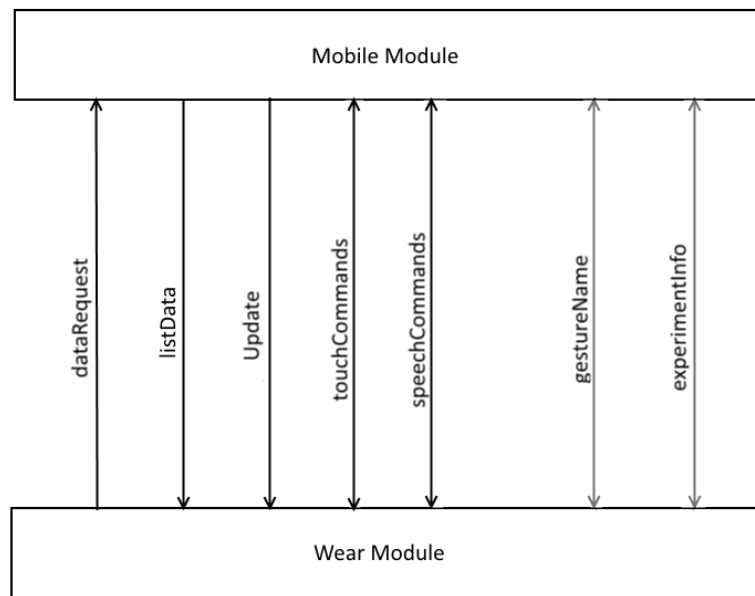 Mobile Module
dataRequest
listData
Update
touchCommands
speechCommands
gestureName
experimentInfo
Wear Module